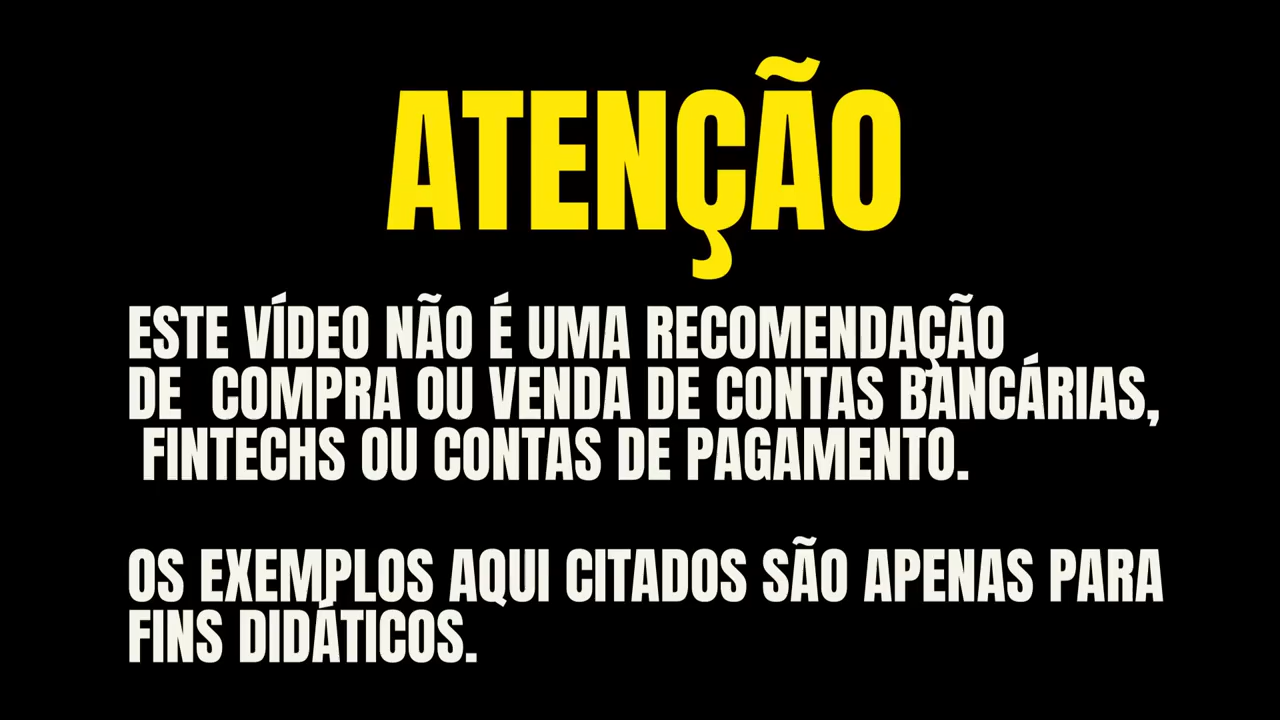 ATENÇÃO
ESTE VÍDEO NÃO É UMA RECOMENDAÇÃO
DE COMPRA OU VENDA DE CONTAS BANCÁRIAS,
FINTECHS OU CONTAS DE PAGAMENTO.
OS EXEMPLOS AQUI CITADOS SÃO APENAS PARA
FINS DIDÁTICOS.